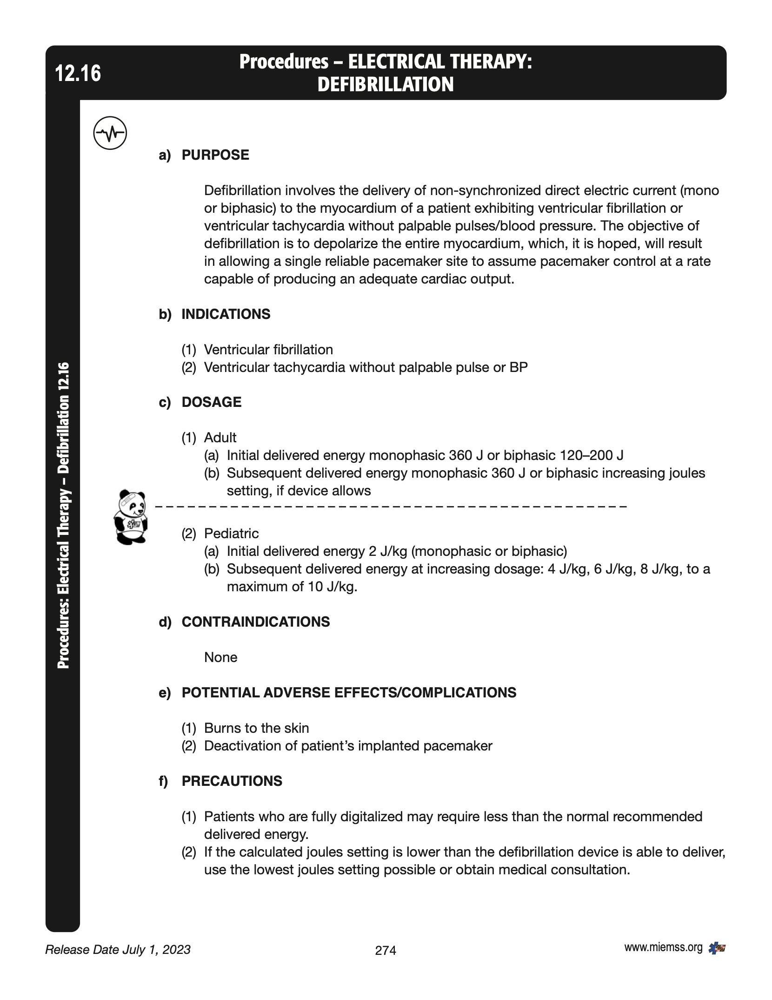 12.16
Procedures – ELECTRICAL THERAPY:
DEFIBRILLATION
a) PURPOSE
Defibrillation involves the delivery of non-synchronized direct electric current (mono
or biphasic) to the myocardium of a patient exhibiting ventricular fibrillation or
ventricular tachycardia without palpable pulses/blood pressure. The objective of
defibrillation is to depolarize the entire myocardium, which, it is hoped, will result
in allowing a single reliable pacemaker site to assume pacemaker control at a rate
capable of producing an adequate cardiac output.
b) INDICATIONS
(1) Ventricular fibrillation
(2) Ventricular tachycardia without palpable pulse or BP
c) DOSAGE
(1) Adult
(a) Initial delivered energy monophasic 360 J or biphasic 120–200 J
(b) Subsequent delivered energy monophasic 360 J or biphasic increasing joules
setting, if device allows
(2) Pediatric
(a) Initial delivered energy 2 J/kg (monophasic or biphasic)
(b) Subsequent delivered energy at increasing dosage: 4 J/kg, 6 J/kg, 8 J/kg, to a
maximum of 10 J/kg.
d) CONTRAINDICATIONS
None
e) POTENTIAL ADVERSE EFFECTS/COMPLICATIONS
(1) Burns to the skin
(2) Deactivation of patient’s implanted pacemaker
f) PRECAUTIONS
(1) Patients who are fully digitalized may require less than the normal recommended
delivered energy.
(2) If the calculated joules setting is lower than the defibrillation device is able to deliver,
use the lowest joules setting possible or obtain medical consultation.
Procedures: Electrical Therapy – Defibrillation 12.16
Release Date July 1, 2023
274
www.miemss.org